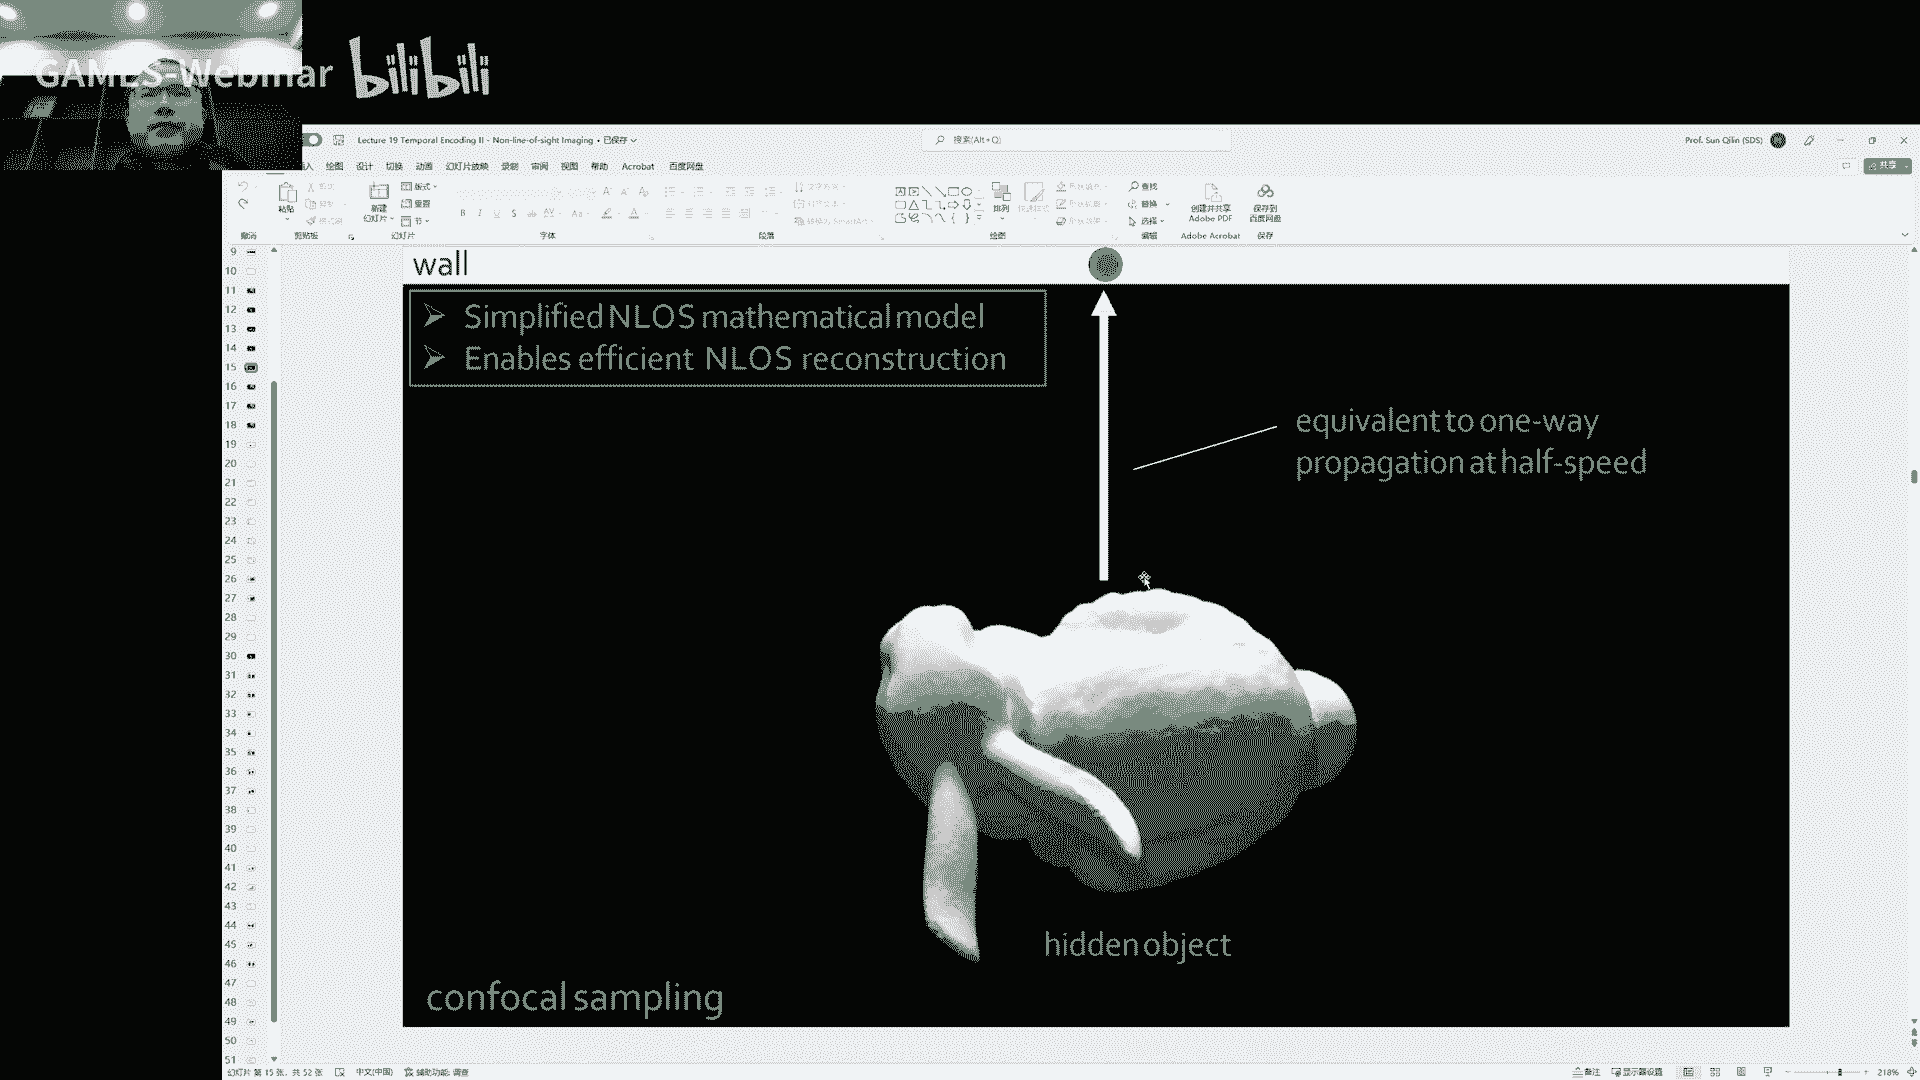 GAMES-Webinar bilibili
Lecture 19 Temporal Encoding II - Non-line-of-sight Imaging • 已保存
搜索(Alt+Q)
Prof. Sun Qilin (SDS)
绘图 设计 切换 动画 幻灯片放映 录制 审阅 视图 帮助 Acrobat 百度网盘
共享
粘贴
新建
幻灯片
版式
重置
节
排列
查找
替换
选择
创建并共享
Adobe PDF
保存到
百度网盘
撤消 剪贴板 幻灯片 字体 段落 绘图 编辑 Adobe Acrobat 保存
wall
➢ Simplified NLOS mathematical model
➢ Enables efficient NLOS reconstruction
equivalent to one-way
propagation at half-speed
hidden object
confocal sampling
9
10
11
12
13
14
15
16
17
18
19
20
21
22
23
24
25
26
27
28
29
30
31
32
33
34
35
36
37
38
39
40
41
42
43
44
45
46
47
48
49
50
51
幻灯片 第 15 张，共 52 张 中文(中国) 辅助功能: 调查 备注 显示器设置 218%